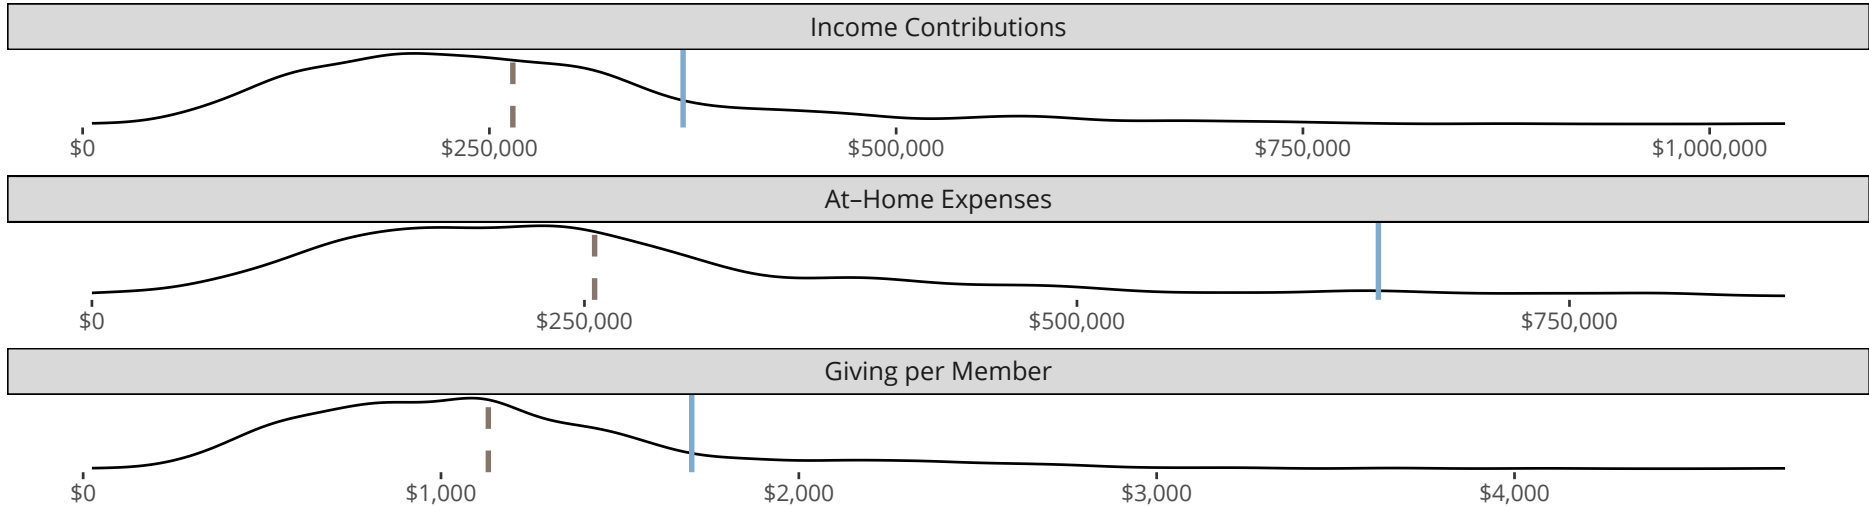 Income Contributions
$0 $250,000 $500,000 $750,000 $1,000,000
At–Home Expenses
$0 $250,000 $500,000 $750,000
Giving per Member
$0 $1,000 $2,000 $3,000 $4,000